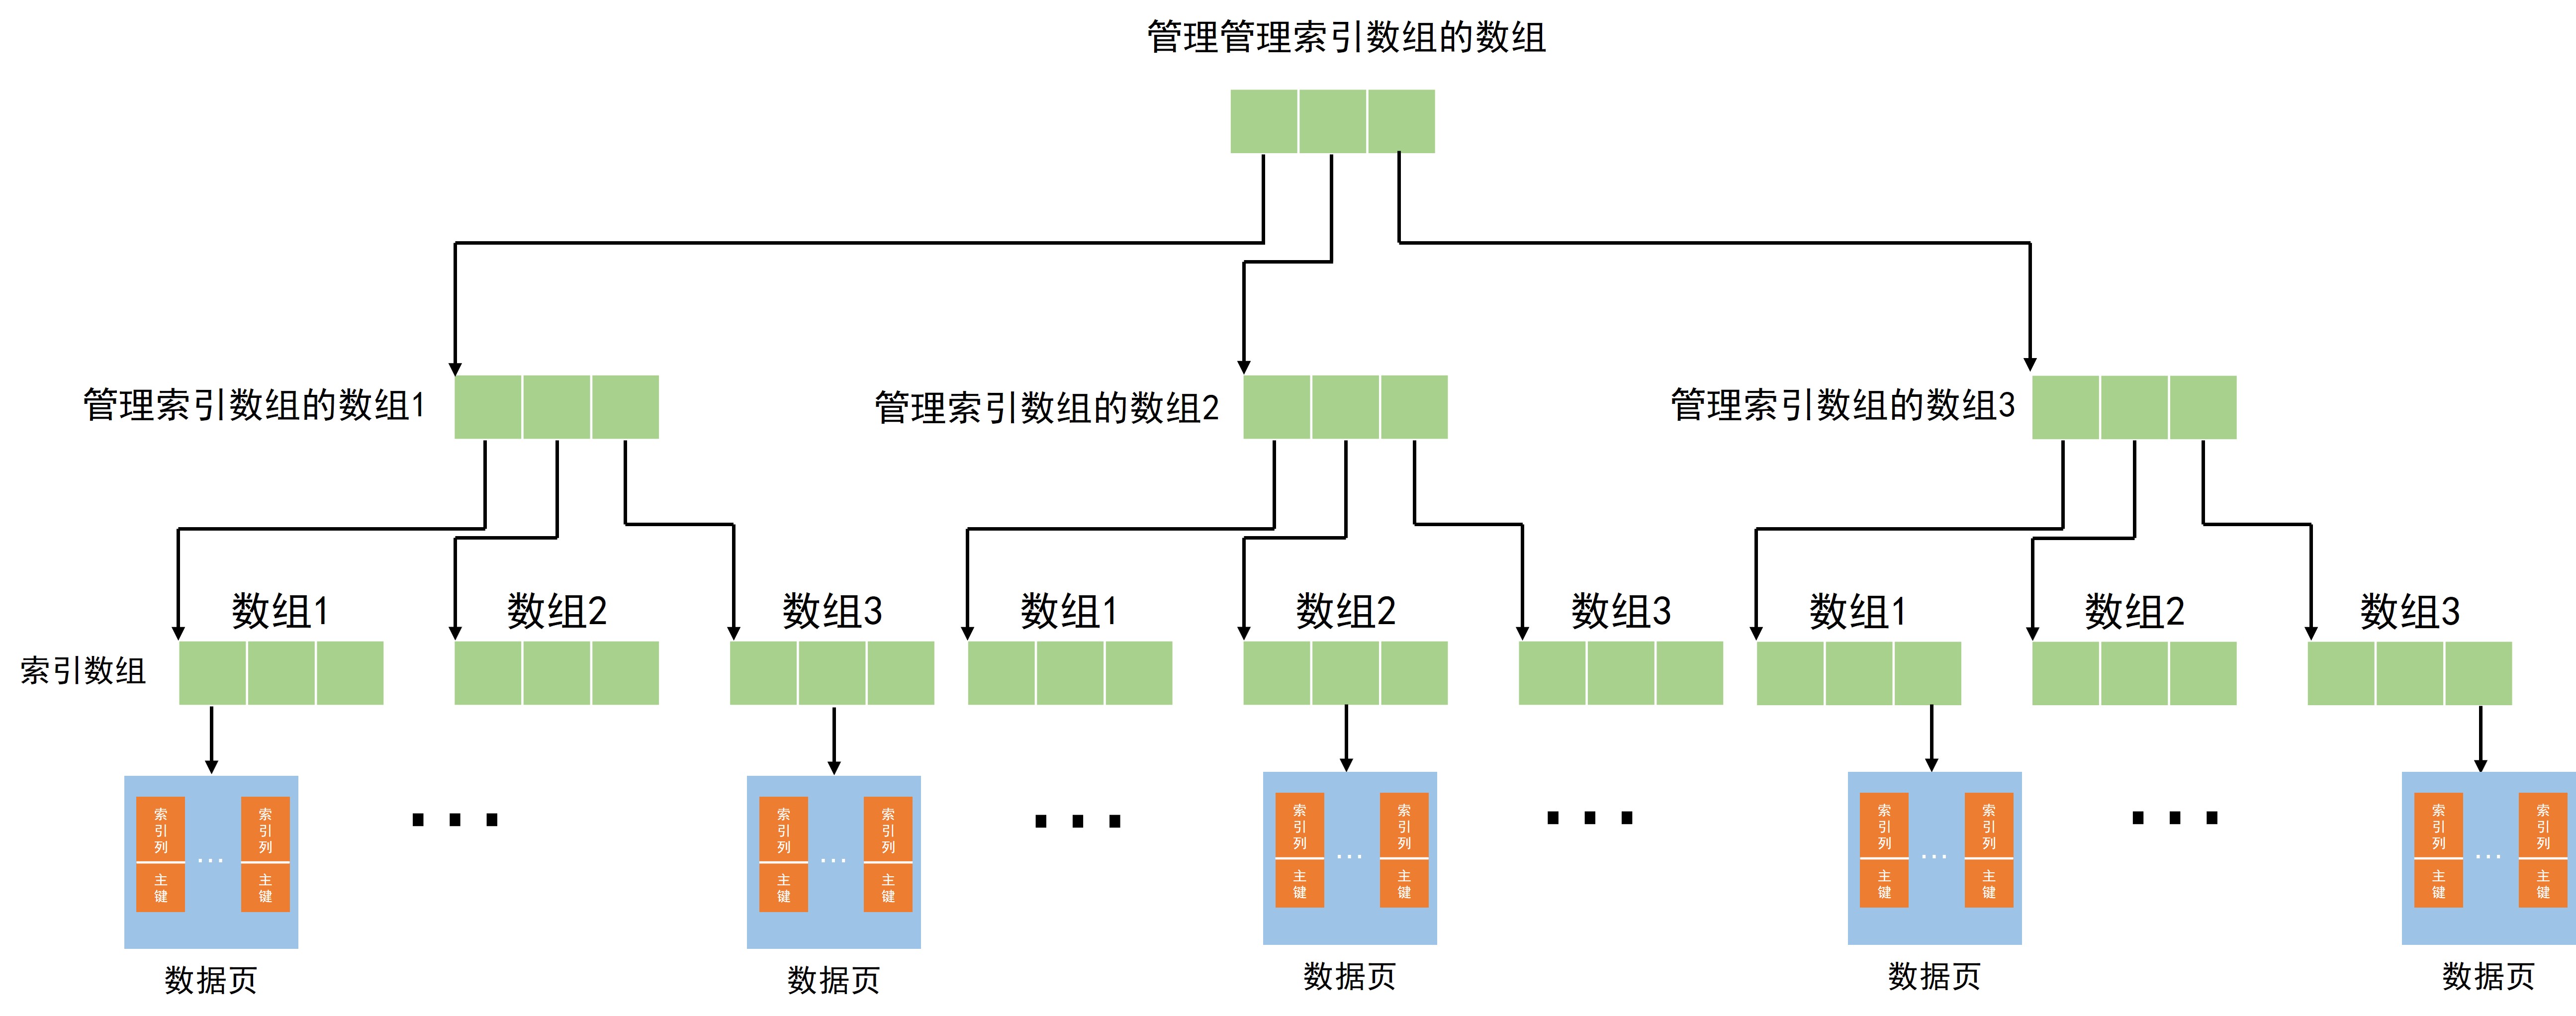 管理管理索引数组的数组
管理索引数组的数组1
管理索引数组的数组2
管理索引数组的数组3
数组1
数组2
数组3
数组1
数组2
数组3
数组1
数组2
数组3
索引数组
索引列
主键
...
索引列
主键
...
索引列
主键
...
索引列
主键
...
索引列
主键
...
索引列
主键
...
索引列
主键
...
索引列
主键
...
索引列
主键
...
索引列
主键
数据页
数据页
数据页
数据页
数据页